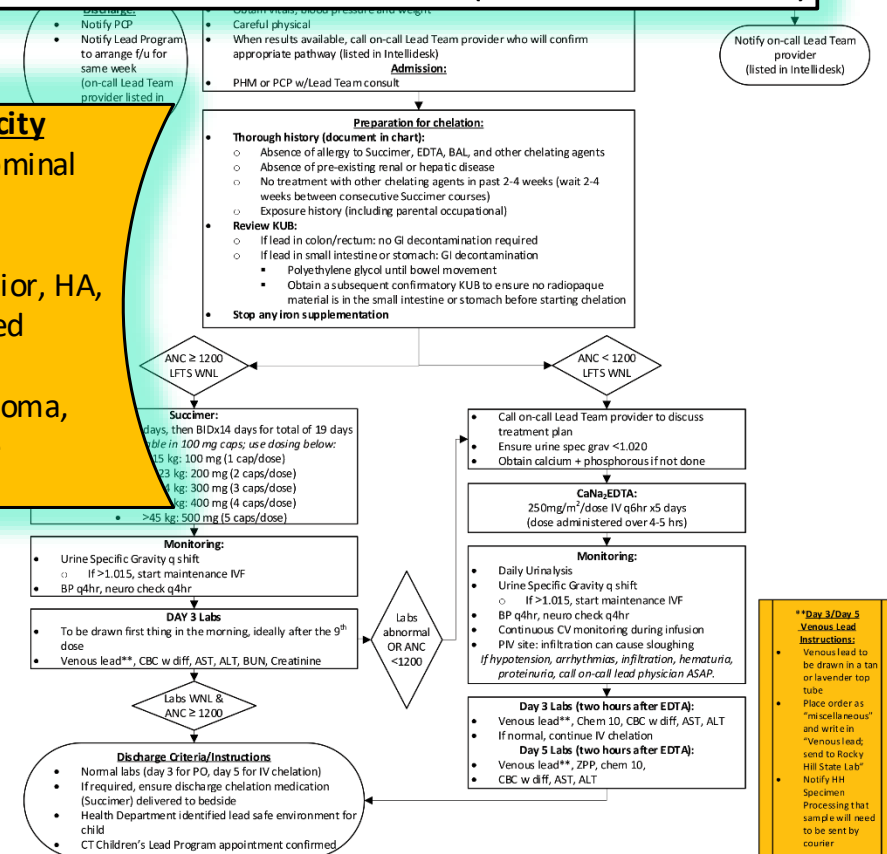 Discharge:
Notify PCP
Notify Lead Program
to arrange f/u for
same week
(on-call Lead Team
provider listed in
Obtain vitals, blood pressure and weight
Careful physical
When results available, call on-call Lead Team provider who will confirm
appropriate pathway (listed in Intellidesk)
Admission:
PHM or PCP w/Lead Team consult
Notify on-call Lead Team
provider
(listed in Intellidesk)
city
ominal
ior, HA,
ed
oma,
Preparation for chelation:
Thorough history (document in chart):
Absence of allergy to Succimer, EDTA, BAL, and other chelating agents
Absence of pre-existing renal or hepatic disease
No treatment with other chelating agents in past 2-4 weeks (wait 2-4
weeks between consecutive Succimer courses)
Exposure history (including parental occupational)
Review KUB:
If lead in colon/rectum: no GI decontamination required
If lead in small intestine or stomach: GI decontamination
Polyethylene glycol until bowel movement
Obtain a subsequent confirmatory KUB to ensure no radiopaque
material is in the small intestine or stomach before starting chelation
Stop any iron supplementation
ANC ≥ 1200
LFTS WNL
ANC < 1200
LFTS WNL
Succimer:
days, then BIDx14 days for total of 19 days
ble in 100 mg caps; use dosing below:
15 kg: 100 mg (1 cap/dose)
23 kg: 200 mg (2 caps/dose)
kg: 300 mg (3 caps/dose)
kg: 400 mg (4 caps/dose)
>45 kg: 500 mg (5 caps/dose)
Monitoring:
Urine Specific Gravity q shift
If >1.015, start maintenance IVF
BP q4hr, neuro check q4hr
DAY 3 Labs
To be drawn first thing in the morning, ideally after the 9th
dose
Venous lead**, CBC w diff, AST, ALT, BUN, Creatinine
Labs
abnormal
OR ANC
<1200
Labs WNL &
ANC ≥ 1200
Discharge Criteria/Instructions
Normal labs (day 3 for PO, day 5 for IV chelation)
If required, ensure discharge chelation medication
(Succimer) delivered to bedside
Health Department identified lead safe environment for
child
CT Children's Lead Program appointment confirmed
Call on-call Lead Team provider to discuss
treatment plan
Ensure urine spec grav <1.020
Obtain calcium + phosphorous if not done
CaNa2EDTA:
250mg/m2/dose IV q6hr x5 days
(dose administered over 4-5 hrs)
Monitoring:
Daily Urinalysis
Urine Specific Gravity q shift
If >1.015, start maintenance IVF
BP q4hr, neuro check q4hr
Continuous CV monitoring during infusion
PIV site: infiltration can cause sloughing
If hypotension, arrhythmias, infiltration, hematuria,
proteinuria, call on-call lead physician ASAP.
Day 3 Labs (two hours after EDTA):
Venous lead**, Chem 10, CBC w diff, AST, ALT
If normal, continue IV chelation
Day 5 Labs (two hours after EDTA):
Venous lead**, ZPP, chem 10,
CBC w diff, AST, ALT
**Day 3/Day 5
Venous Lead
Instructions:
Venous lead to
be drawn in a tan
or lavender top
tube
Place order as
"miscellaneous"
and write in
"Venous lead;
send to Rocky
Hill State Lab"
Notify HH
Specimen
Processing that
sample will need
to be sent by
courier